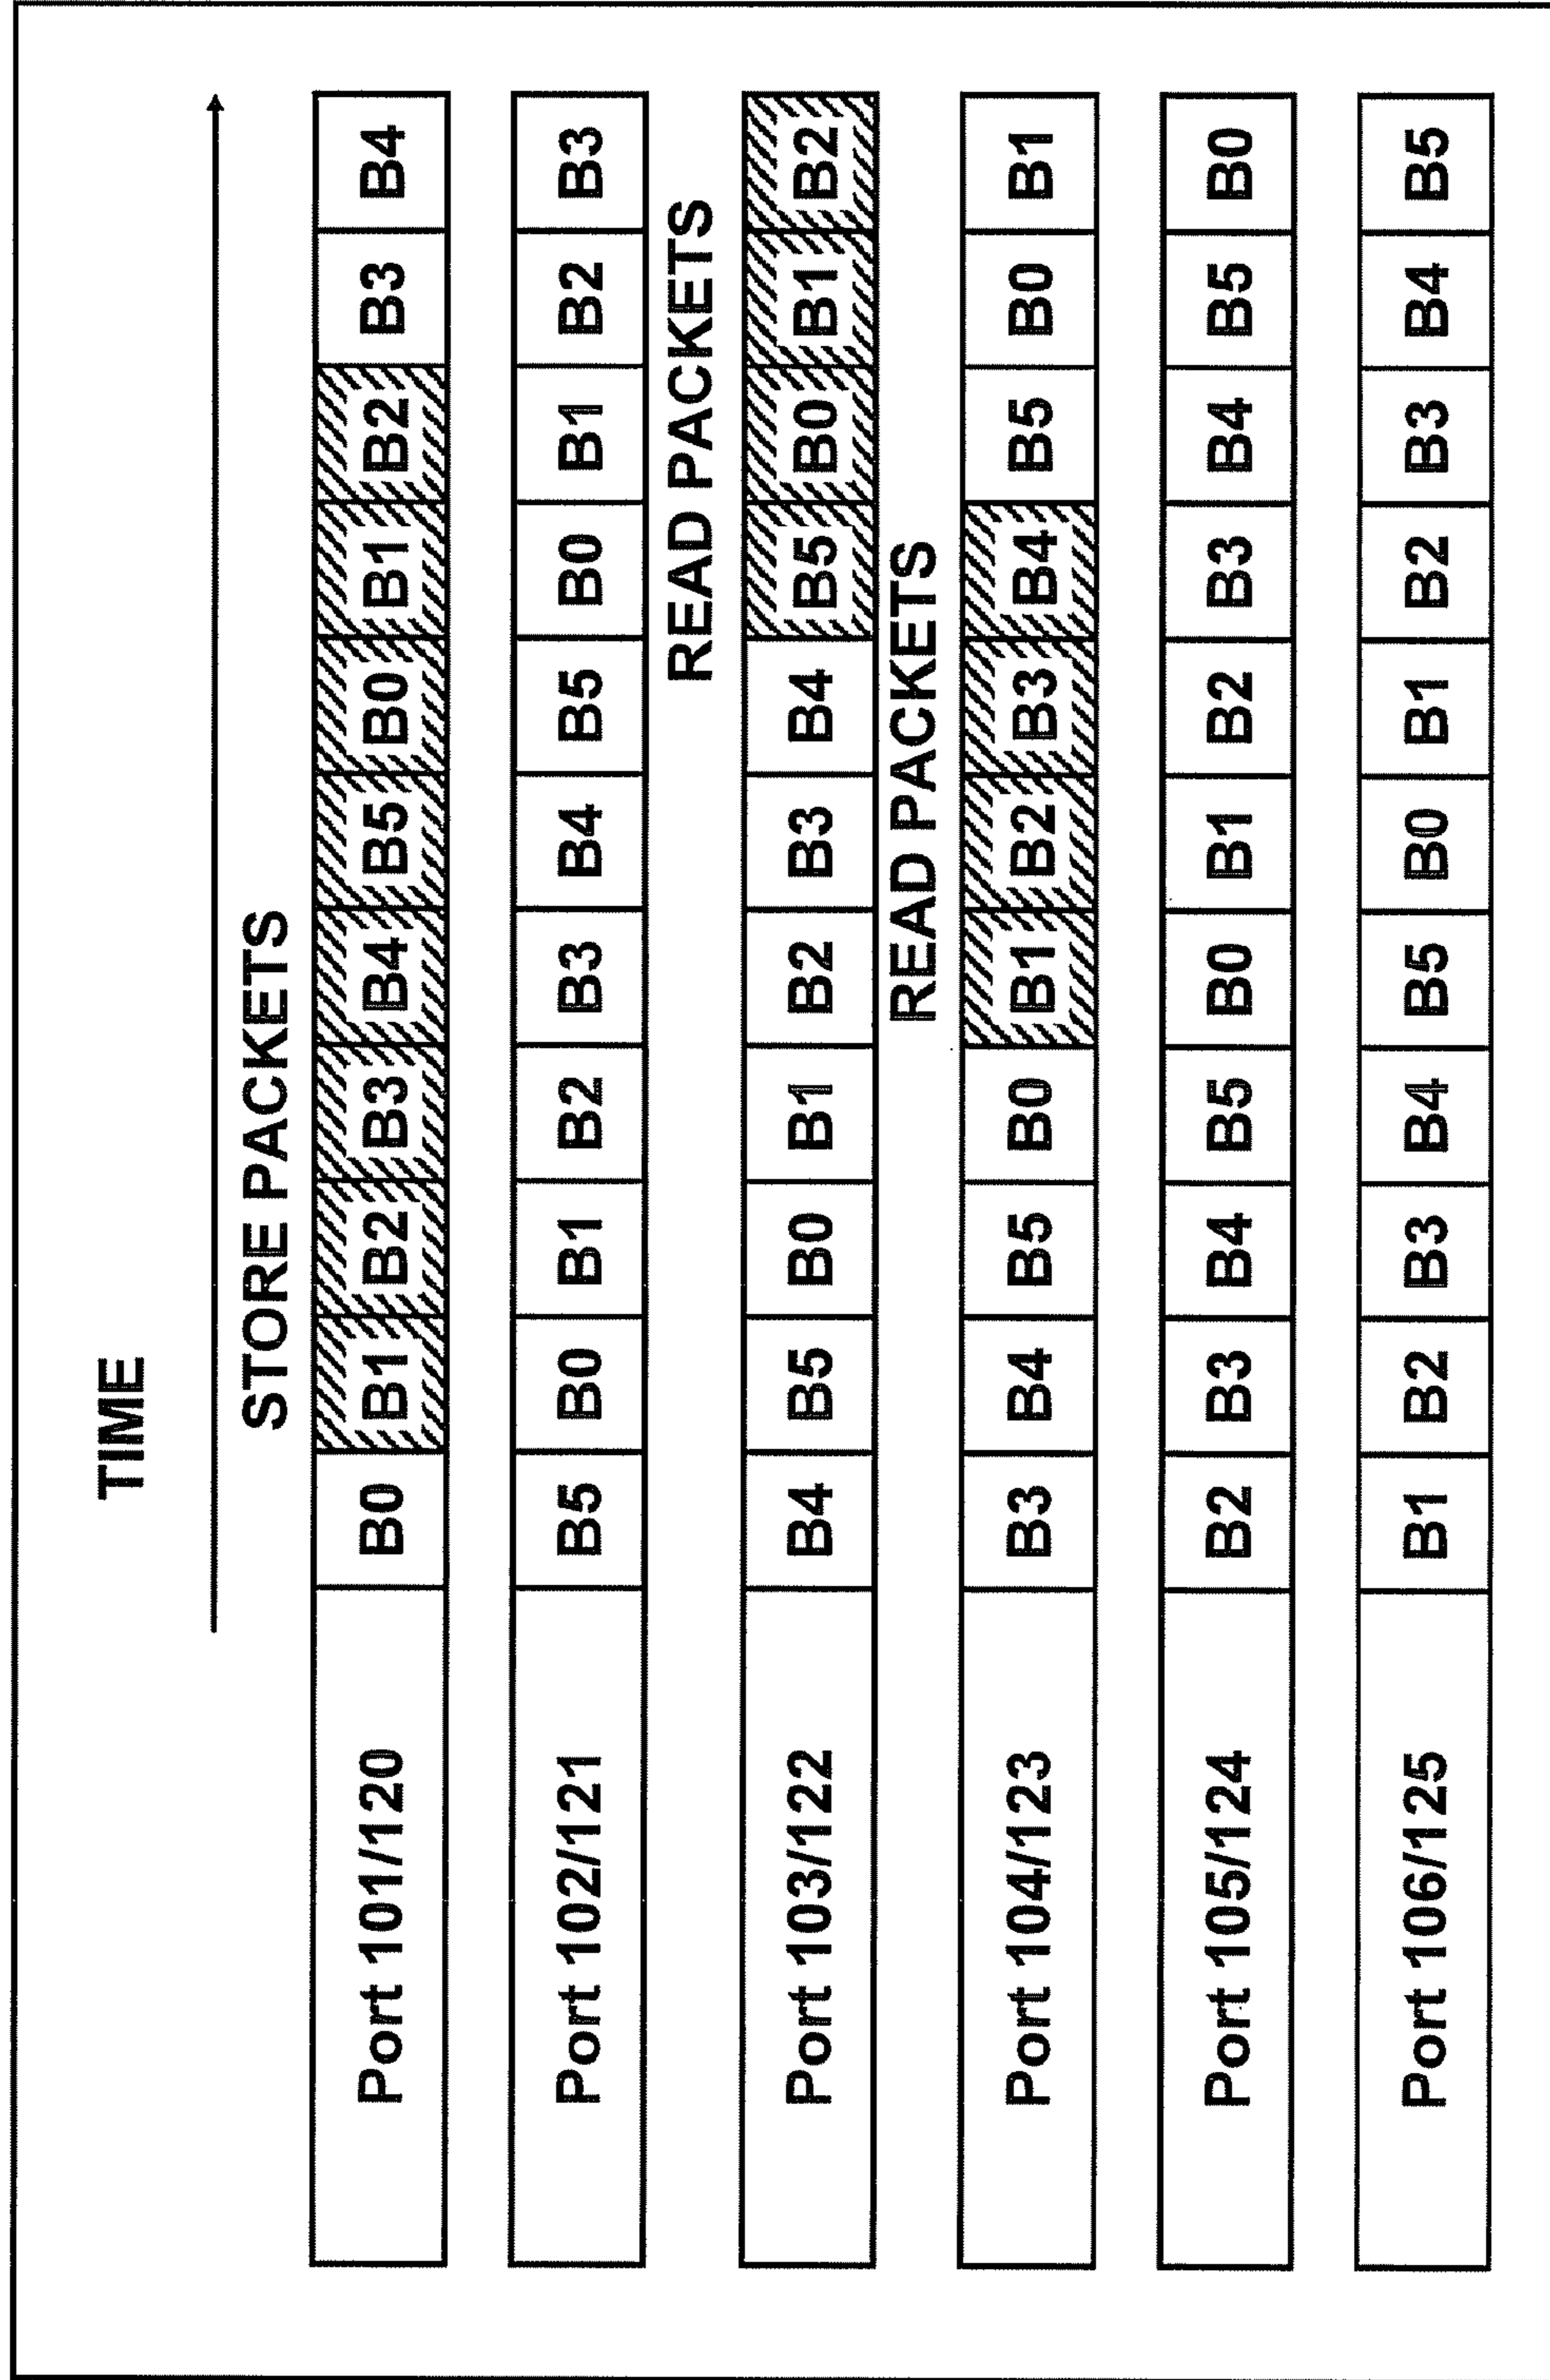 TIME
STORE PACKETS
Port 101/120 B0 B1 B2 B3 B4 B5 B0 B1 B2 B3 B4
Port 102/121 B5 B0 B1 B2 B3 B4 B5 B0 B1 B2 B3
READ PACKETS
Port 103/122 B4 B5 B0 B1 B2 B3 B4 B5 B0 B1 B2
READ PACKETS
Port 104/123 B3 B4 B5 B0 B1 B2 B3 B4 B5 B0 B1
Port 105/124 B2 B3 B4 B5 B0 B1 B2 B3 B4 B5 B0
Port 106/125 B1 B2 B3 B4 B5 B0 B1 B2 B3 B4 B5